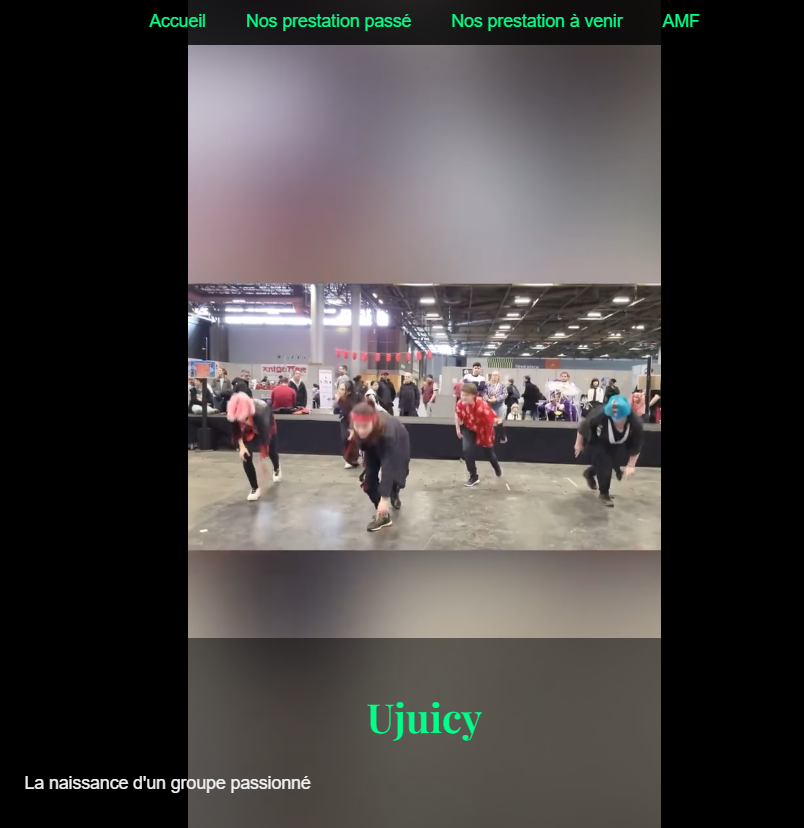 Accueil Nos prestation passé Nos prestation à venir AMF
Ujuicy
La naissance d'un groupe passionné